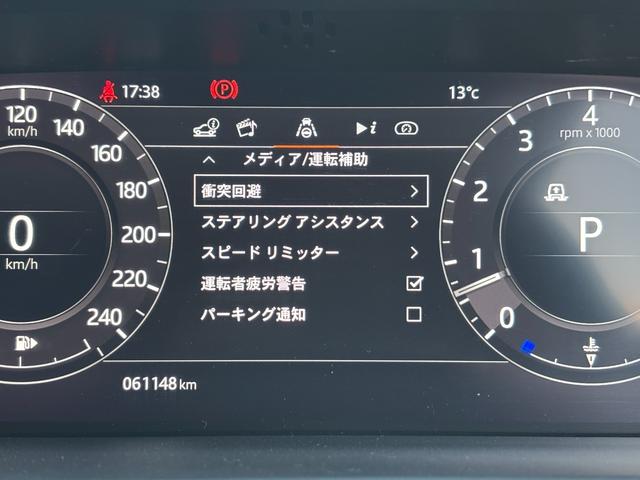 17:38
P
13℃
120
km/h
140
160
180
200
220
240
0
km/h
i
i
メディア/運転補助
衝突回避
ステアリング アシスタンス
スピード リミッター
運転者疲労警告
パーキング通知
061148 km
4
rpm x 1000
3
2
1
0
P